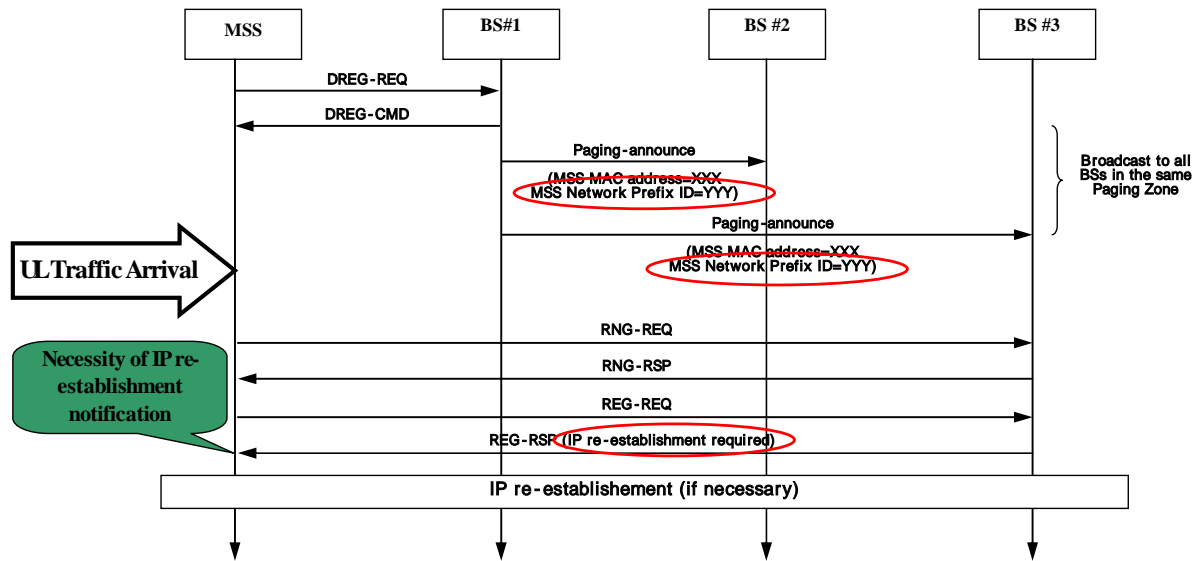 MSS
BS#1
BS #2
BS #3
DREG-REQ
DREG-CMD
Paging-announce
(MSS MAC address=XXX
MSS Network Prefix ID=YYY)
Broadcast to all
BSs in the same
Paging Zone
Paging-announce
(MSS MAC address=XXX
MSS Network Prefix ID=YYY)
UL Traffic Arrival
RNG-REQ
Necessity of IP re-
establishment
notification
RNG-RSP
REG-REQ
REG-RSP (IP re-establishment required)
IP re-establishement (if necessary)